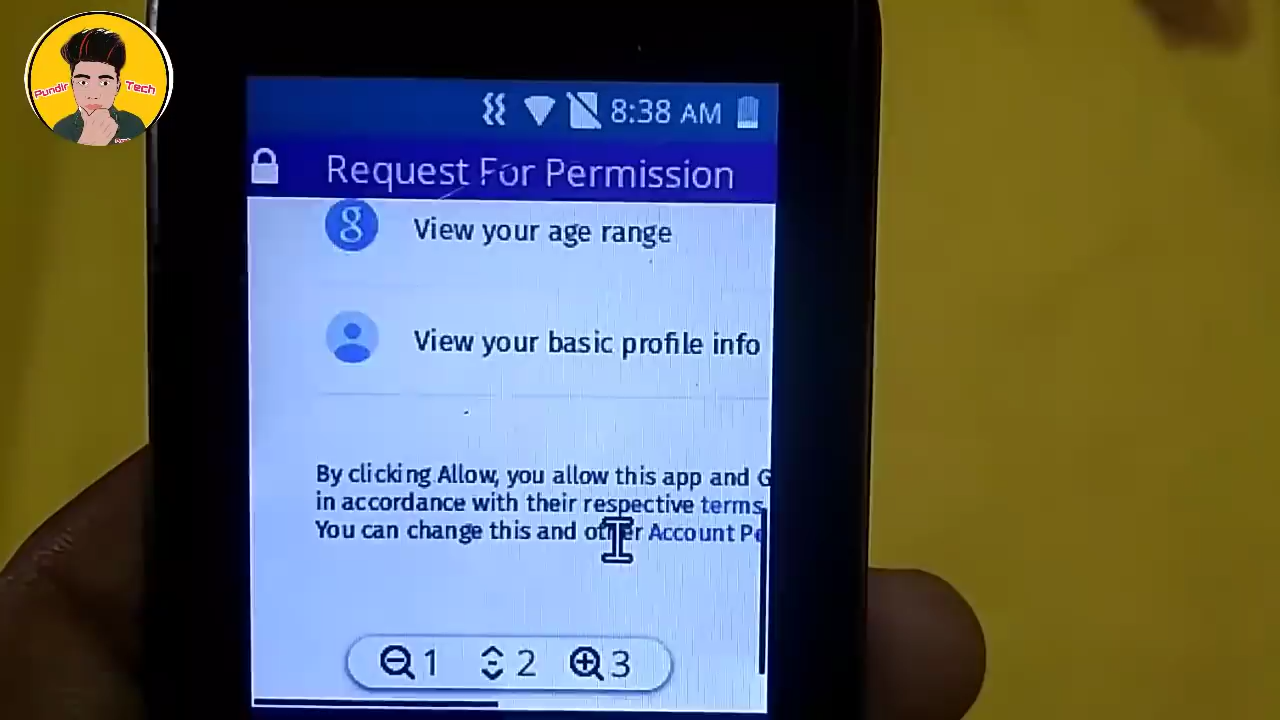 Pundir Tech
8:38 AM
Request For Permission
View your age range
View your basic profile info
By clicking Allow, you allow this app and G
in accordance with their respective terms
You can change this and other Account Pe
1 2 3